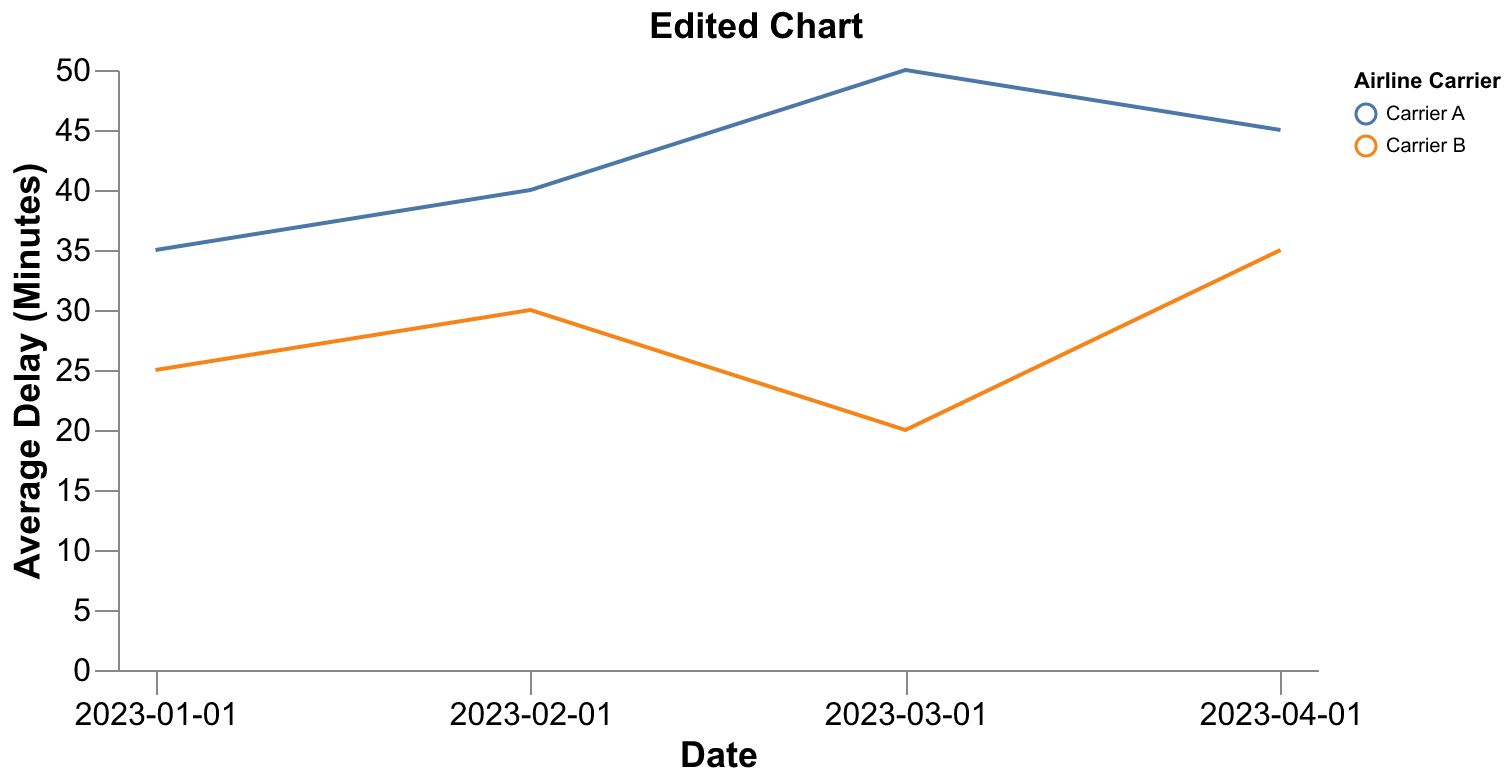 Edited Chart
Average Delay (Minutes)
50
45
40
35
30
25
20
15
10
5
0
2023-01-01 2023-02-01 2023-03-01 2023-04-01
Date
Airline Carrier
Carrier A
Carrier B